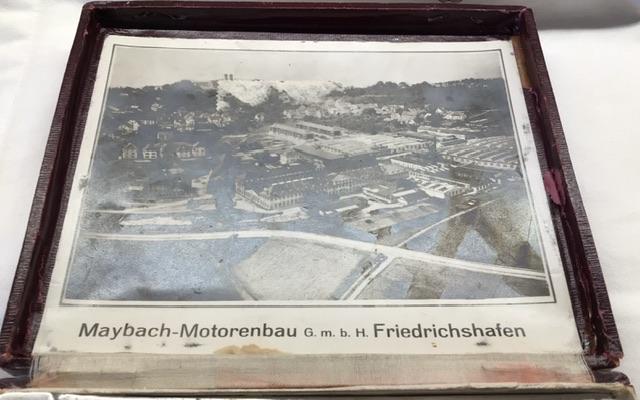 Maybach-Motorenbau G. m. b. H. Friedrichshafen